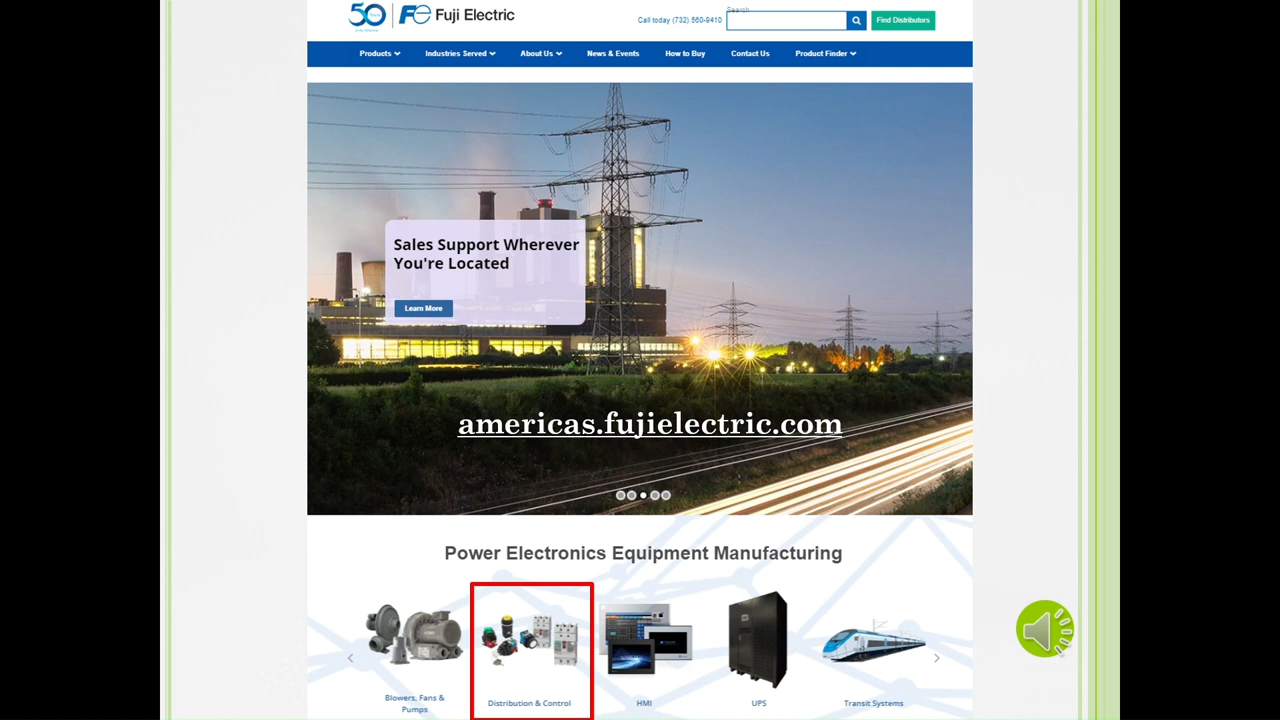 50
Fe Fuji Electric
Call today (732) 560-9410
Search
Find Distributors
Products
Industries Served
About Us
News & Events
How to Buy
Contact Us
Product Finder
Sales Support Wherever
You're Located
Learn More
americas.fujielectric.com
Power Electronics Equipment Manufacturing
Blowers, Fans &
Pumps
Distribution & Control
HMI
UPS
Transit Systems